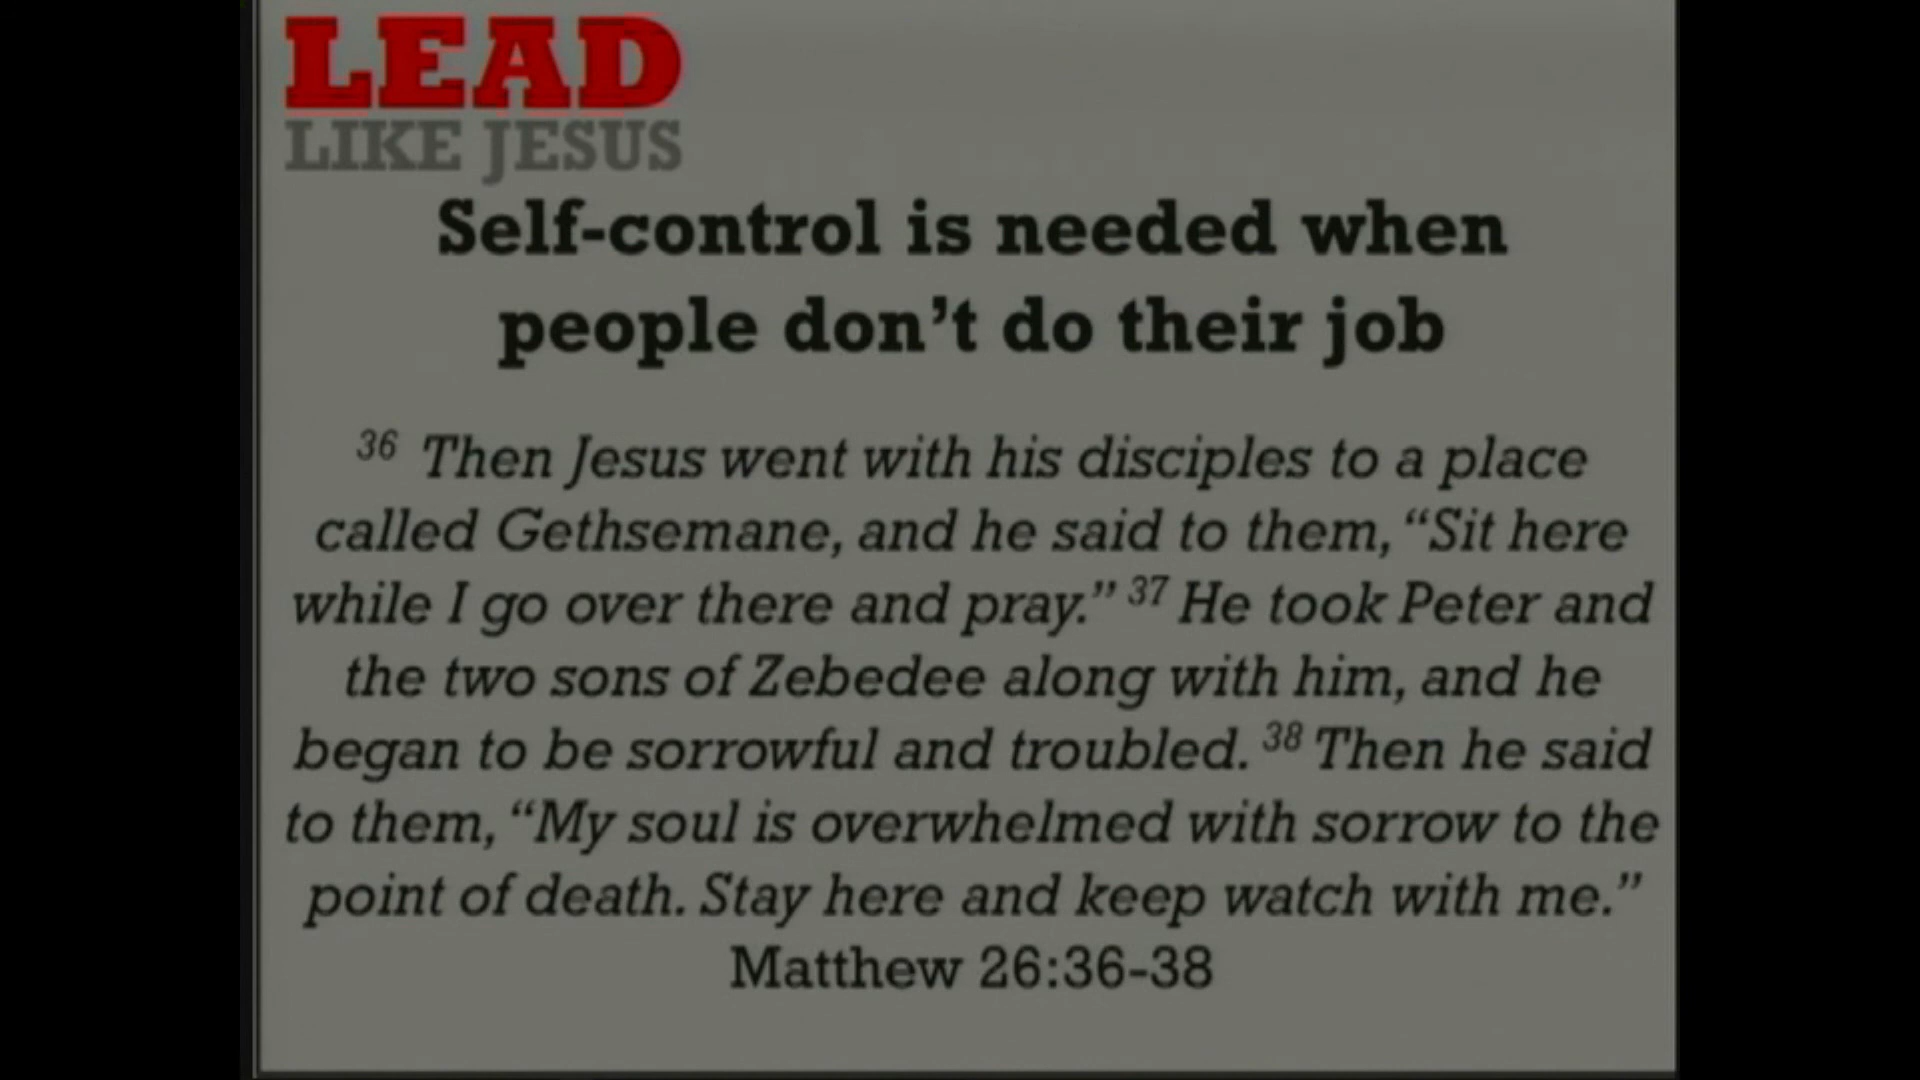 LEAD
LIKE JESUS
Self-control is needed when
people don’t do their job
36 Then Jesus went with his disciples to a place
called Gethsemane, and he said to them, “Sit here
while I go over there and pray.” 37 He took Peter and
the two sons of Zebedee along with him, and he
began to be sorrowful and troubled. 38 Then he said
to them, “My soul is overwhelmed with sorrow to the
point of death. Stay here and keep watch with me.”
Matthew 26:36-38